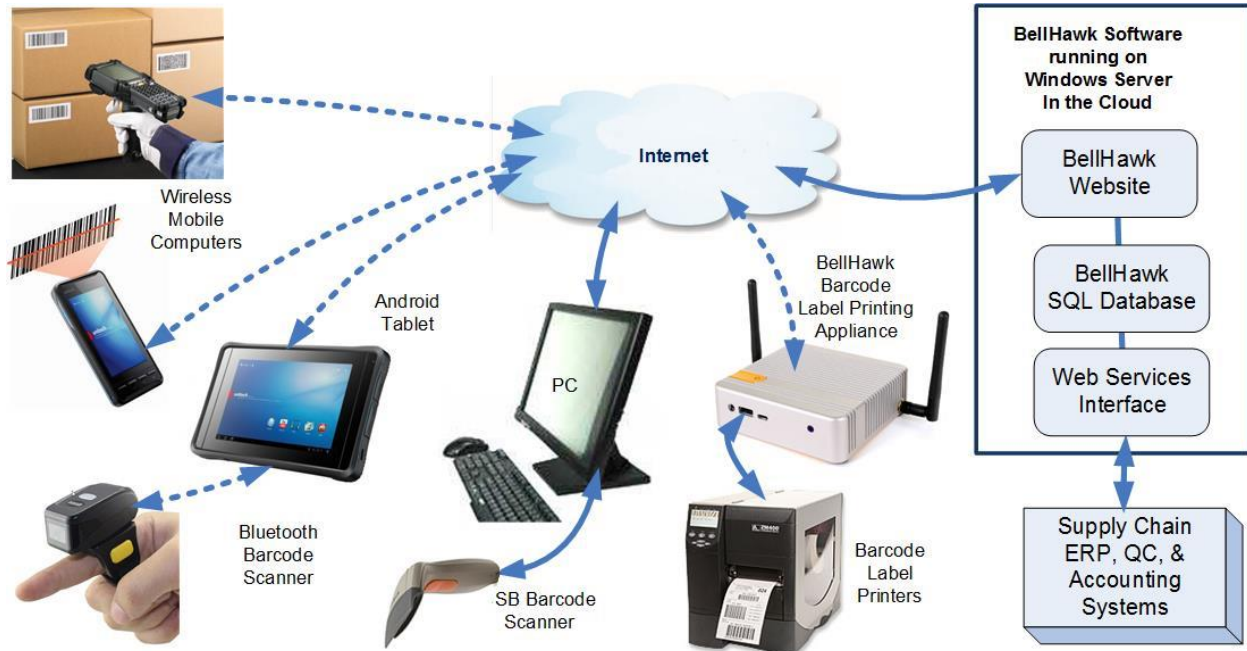 BellHawk Software
running on
Windows Server
In the Cloud
Internet
BellHawk
Website
Wireless
Mobile
Computers
BellHawk
SQL Database
BellHawk
Barcode
Label Printing
Appliance
Android
Tablet
PC
Web Services
Interface
Bluetooth
Barcode
Scanner
SB Barcode
Scanner
Barcode
Label
Printers
Supply Chain
ERP, QC, &
Accounting
Systems